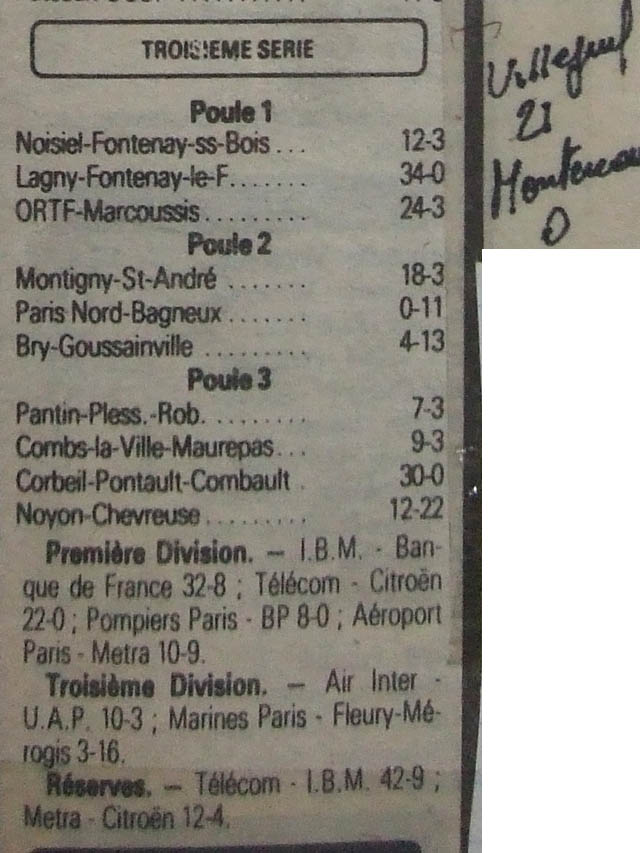 TROISIEME SERIE
Poule 1
Noisiel-Fontenay-ss-Bois ... 12-3
Lagny-Fontenay-le-F. ...... 34-0
ORTF-Marcoussis ......... 24-3
Poule 2
Montigny-St-André ....... 18-3
Paris Nord-Bagneux ....... 0-11
Bry-Goussainville ......... 4-13
Poule 3
Pantin-Pless.-Rob. ......... 7-3
Combs-la-Ville-Maurepas ... 9-3
Corbeil-Pontault-Combault . 30-0
Noyon-Chevreuse ......... 12-22
Première Division. — I.B.M. - Ban-
que de France 32-8 ; Télécom - Citroën
22-0 ; Pompiers Paris - BP 8-0 ; Aéroport
Paris - Metra 10-9.
Troisième Division. — Air Inter -
U.A.P. 10-3 ; Marines Paris - Fleury-Mé-
rogis 3-16.
Réserves. — Télécom - I.B.M. 42-9 ;
Metra - Citroën 12-4.
21
0